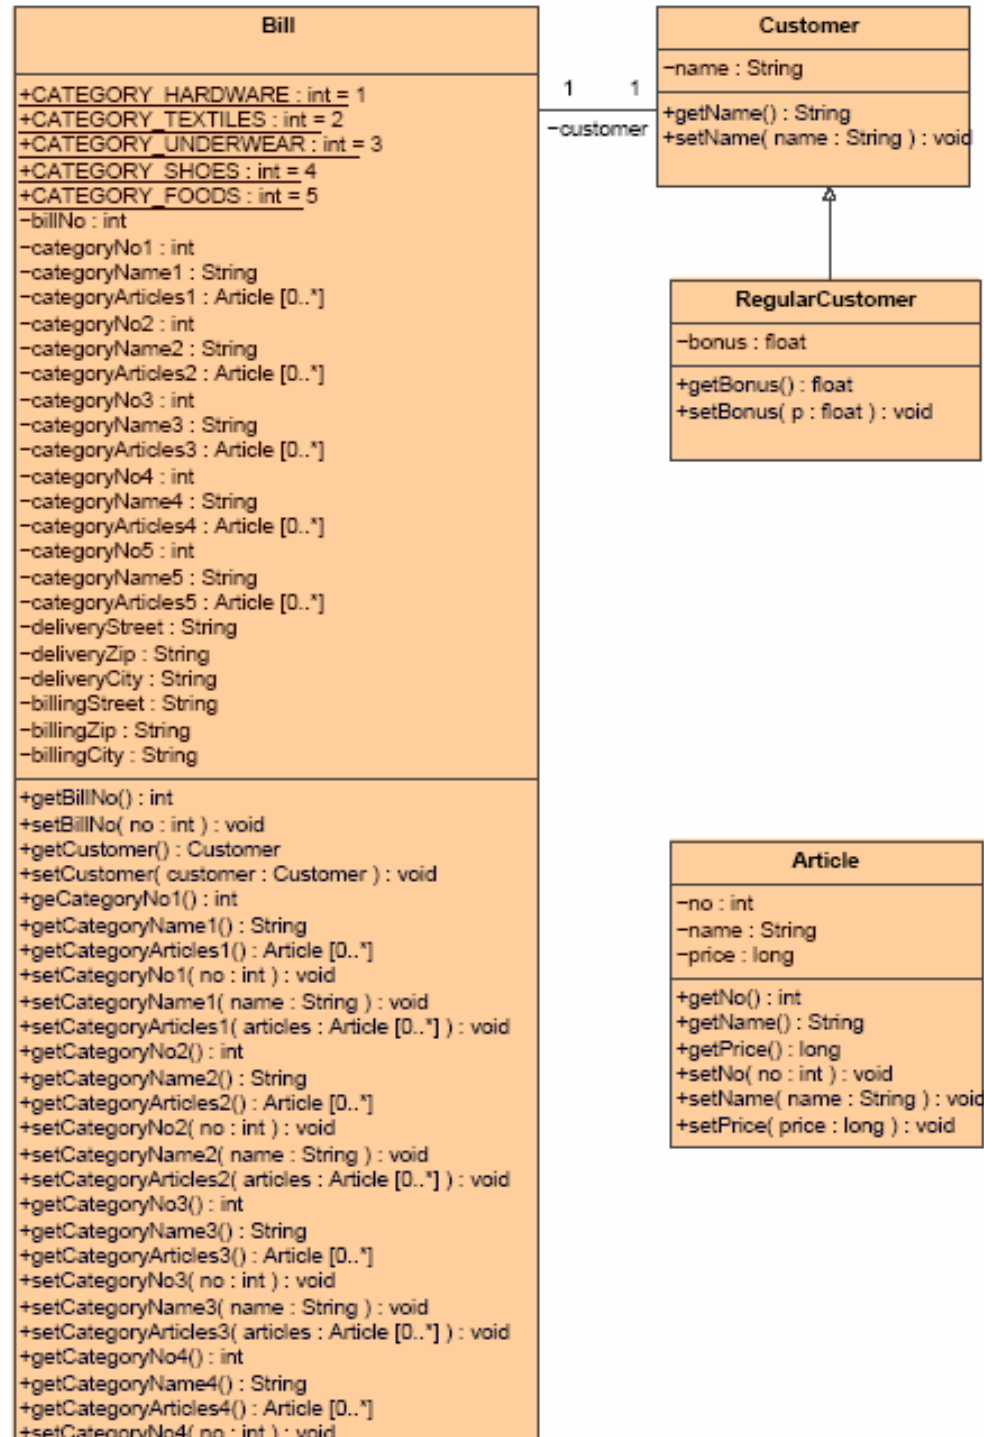 Bill
+CATEGORY_HARDWARE : int = 1
+CATEGORY_TEXTILES : int = 2
+CATEGORY_UNDERWEAR : int = 3
+CATEGORY_SHOES : int = 4
+CATEGORY_FOODS : int = 5
−billNo : int
−categoryNo1 : int
−categoryName1 : String
−categoryArticles1 : Article [0..*]
−categoryNo2 : int
−categoryName2 : String
−categoryArticles2 : Article [0..*]
−categoryNo3 : int
−categoryName3 : String
−categoryArticles3 : Article [0..*]
−categoryNo4 : int
−categoryName4 : String
−categoryArticles4 : Article [0..*]
−categoryNo5 : int
−categoryName5 : String
−categoryArticles5 : Article [0..*]
−deliveryStreet : String
−deliveryZip : String
−deliveryCity : String
−billingStreet : String
−billingZip : String
−billingCity : String
+getBillNo() : int
+setBillNo( no : int ) : void
+getCustomer() : Customer
+setCustomer( customer : Customer ) : void
+geCategoryNo1() : int
+getCategoryName1() : String
+getCategoryArticles1() : Article [0..*]
+setCategoryNo1( no : int ) : void
+setCategoryName1( name : String ) : void
+setCategoryArticles1( articles : Article [0..*] ) : void
+getCategoryNo2() : int
+getCategoryName2() : String
+getCategoryArticles2() : Article [0..*]
+setCategoryNo2( no : int ) : void
+setCategoryName2( name : String ) : void
+setCategoryArticles2( articles : Article [0..*] ) : void
+getCategoryNo3() : int
+getCategoryName3() : String
+getCategoryArticles3() : Article [0..*]
+setCategoryNo3( no : int ) : void
+setCategoryName3( name : String ) : void
+setCategoryArticles3( articles : Article [0..*] ) : void
+getCategoryNo4() : int
+getCategoryName4() : String
+getCategoryArticles4() : Article [0..*]
+setCategoryNo4( no : int ) : void
1 1
−customer
Customer
−name : String
+getName() : String
+setName( name : String ) : void
RegularCustomer
−bonus : float
+getBonus() : float
+setBonus( p : float ) : void
Article
−no : int
−name : String
−price : long
+getNo() : int
+getName() : String
+getPrice() : long
+setNo( no : int ) : void
+setName( name : String ) : void
+setPrice( price : long ) : void